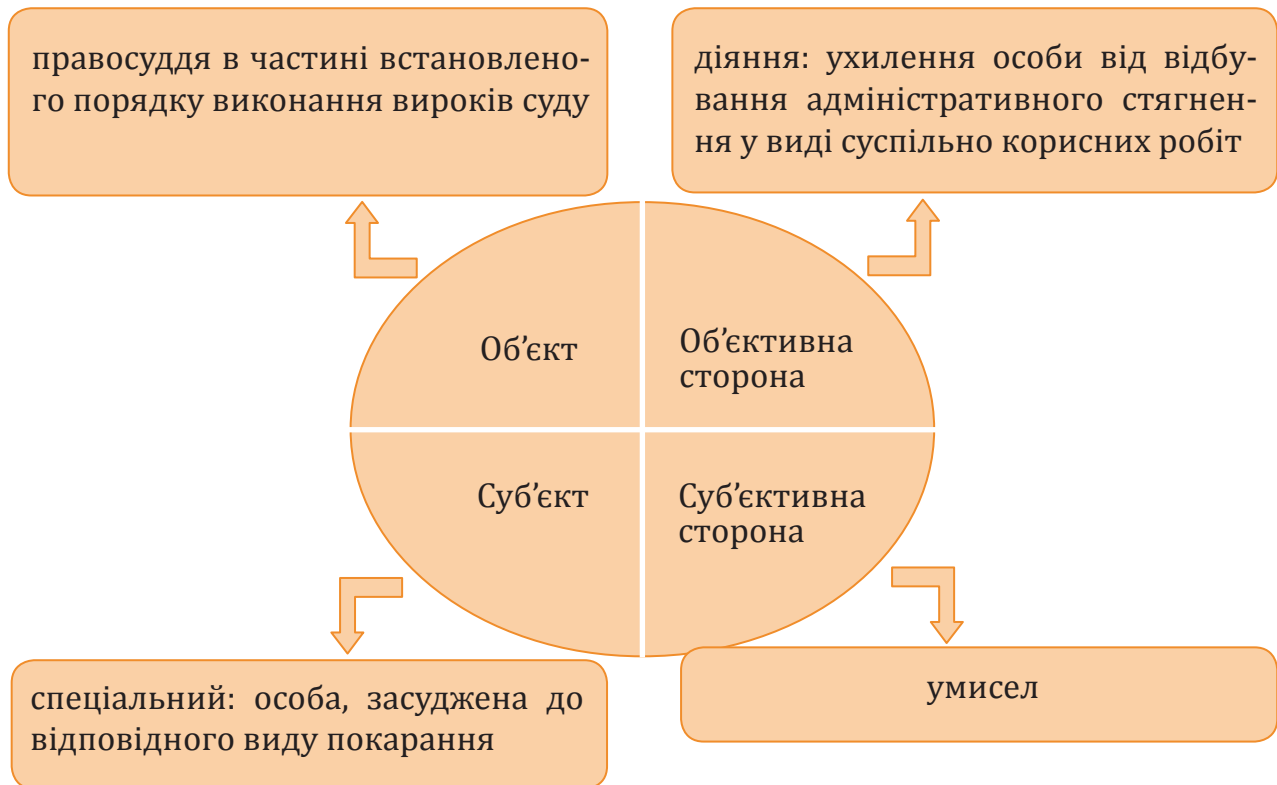 правосуддя в частині встановлено-
го порядку виконання вироків суду
діяння: ухилення особи від відбу-
вання адміністративного стягнен-
ня у виді суспільно корисних робіт
Об’єкт
Об’єктивна
сторона
Суб’єкт
Суб’єктивна
сторона
спеціальний: особа, засуджена до
відповідного виду покарання
умисел